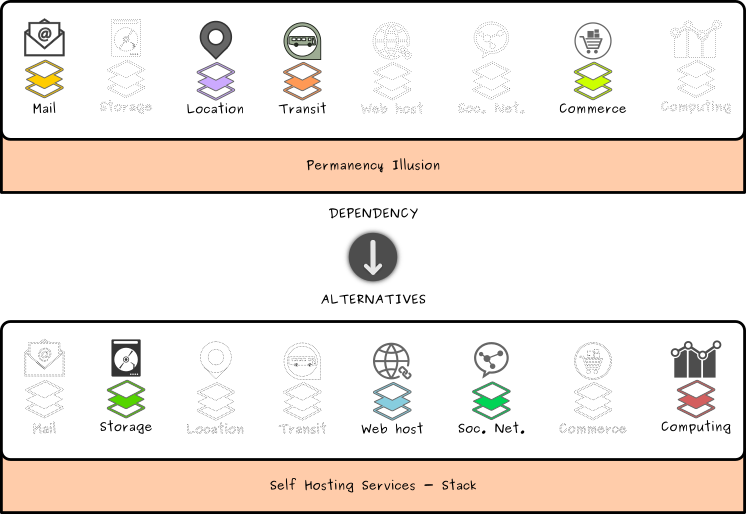 Mail Storage Location Transit Web host Soc. Net. Commerce Computing
Permanency Illusion
DEPENDENCY
ALTERNATIVES
Mail Storage Location Transit Web host Soc. Net. Commerce Computing
Self Hosting Services - Stack